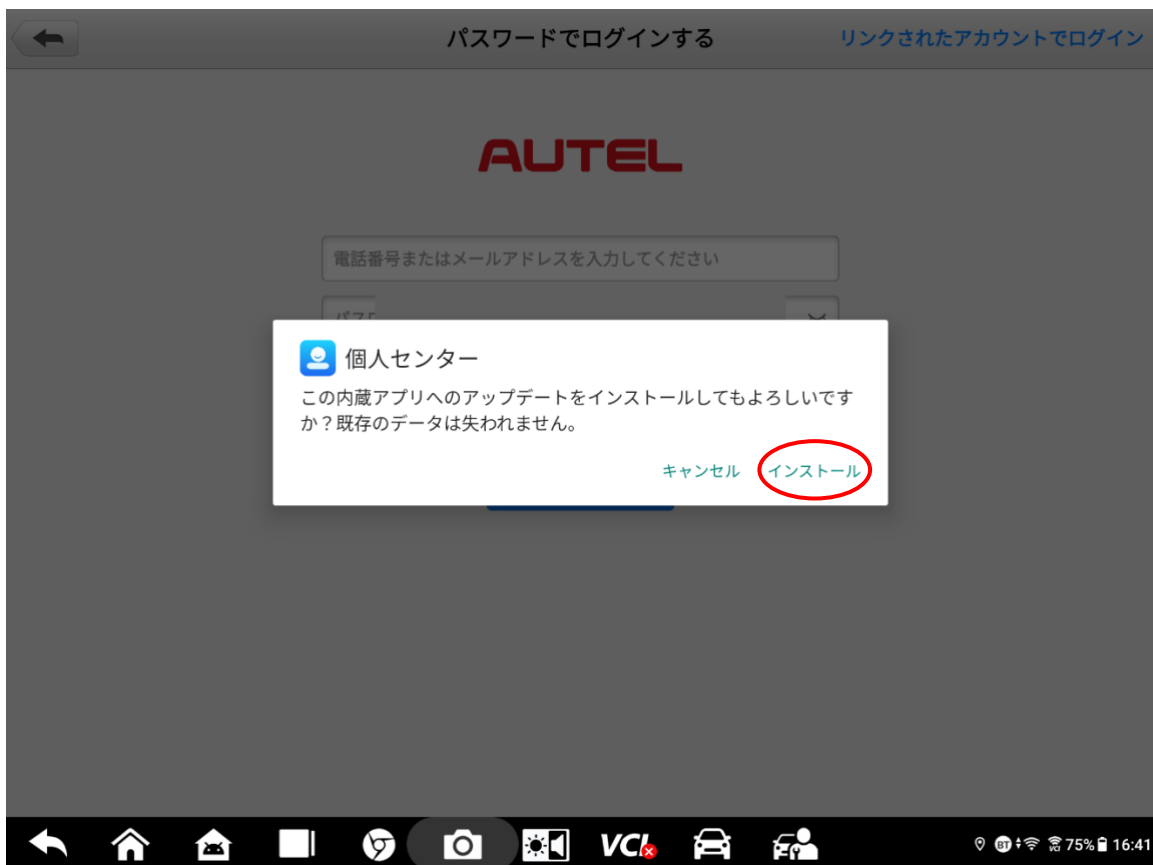 パスワードでログインする
リンクされたアカウントでログイン
AUTEL
電話番号またはメールアドレスを入力してください
個人センター
この内蔵アプリへのアップデートをインストールしてもよろしいです
か？既存のデータは失われません。
キャンセル
インストール
VCI
BT
75%
16:41